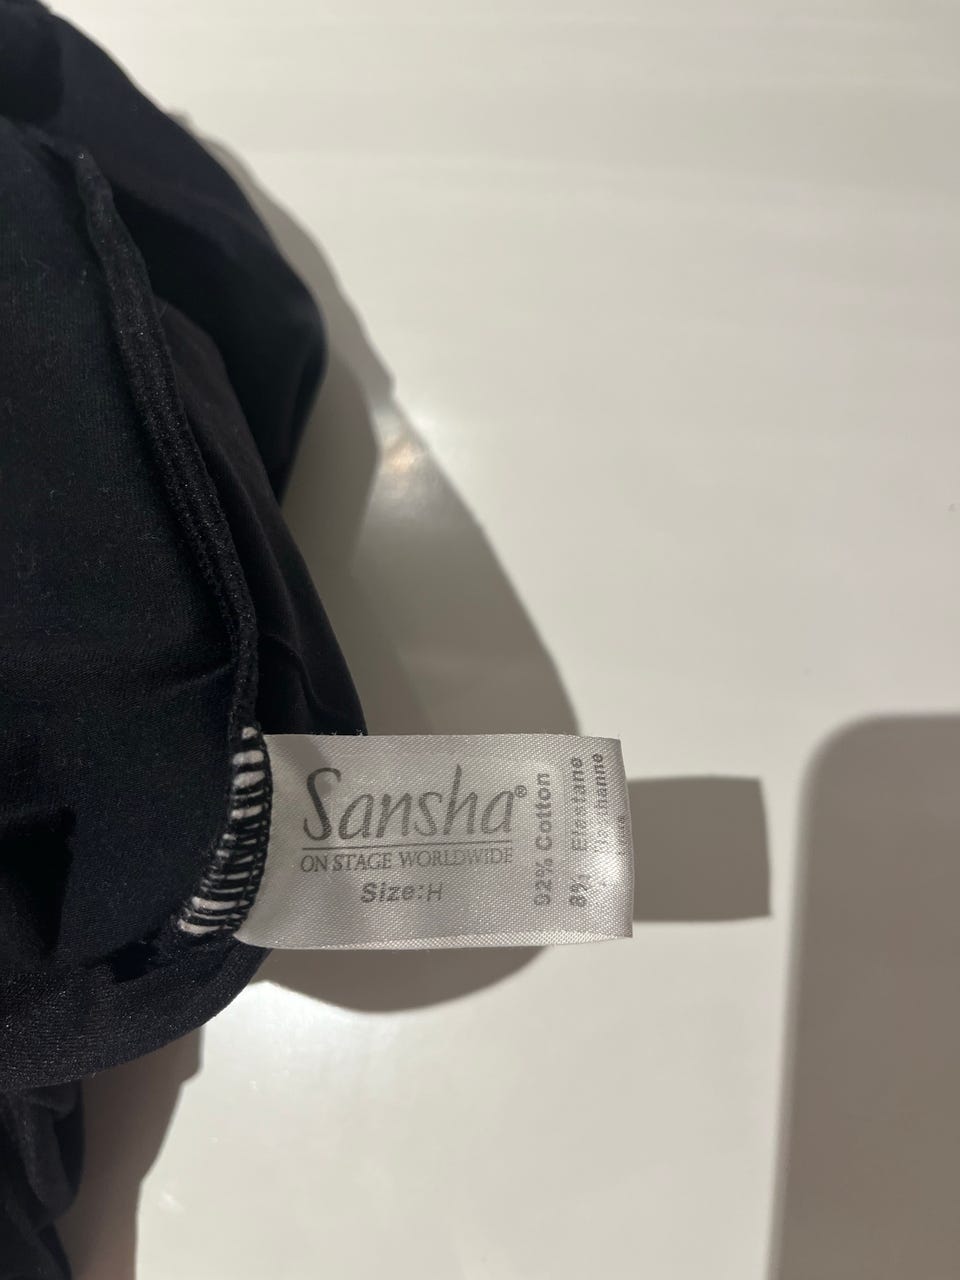 Sansha®
ON STAGE WORLDWIDE
Size:H
92% Cotton
8% Elastane